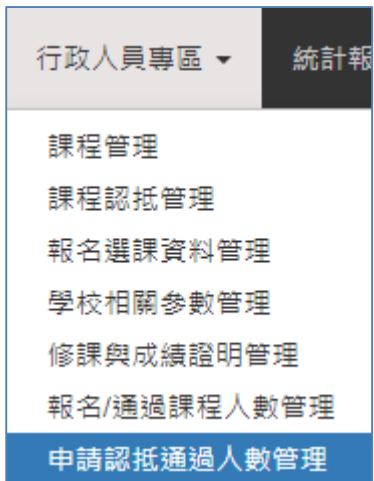 行政人員專區 統計報
課程管理
課程認抵管理
報名選課資料管理
學校相關參數管理
修課與成績證明管理
報名/通過課程人數管理
申請認抵通過人數管理